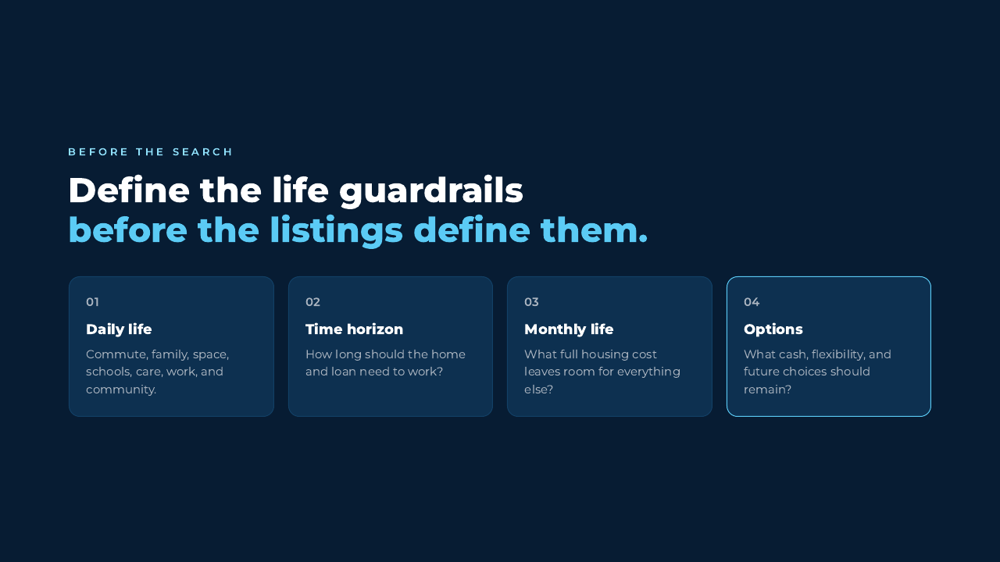 BEFORE THE SEARCH
Define the life guardrails
before the listings define them.
01
Daily life
Commute, family, space,
schools, care, work, and
community.
02
Time horizon
How long should the home
and loan need to work?
03
Monthly life
What full housing cost
leaves room for everything
else?
04
Options
What cash, flexibility, and
future choices should
remain?